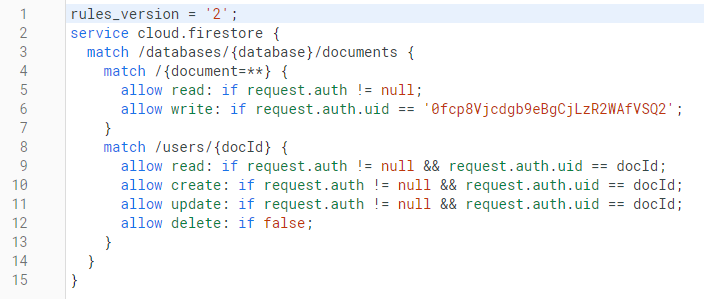 1 rules_version = '2';
2 service cloud.firestore {
3 match /databases/{database}/documents {
4 match /{document=**} {
5 allow read: if request.auth != null;
6 allow write: if request.auth.uid == '0fcp8Vjcdgb9eBgCjLzR2WAfVSQ2';
7 }
8 match /users/{docId} {
9 allow read: if request.auth != null && request.auth.uid == docId;
10 allow create: if request.auth != null && request.auth.uid == docId;
11 allow update: if request.auth != null && request.auth.uid == docId;
12 allow delete: if false;
13 }
14 }
15 }